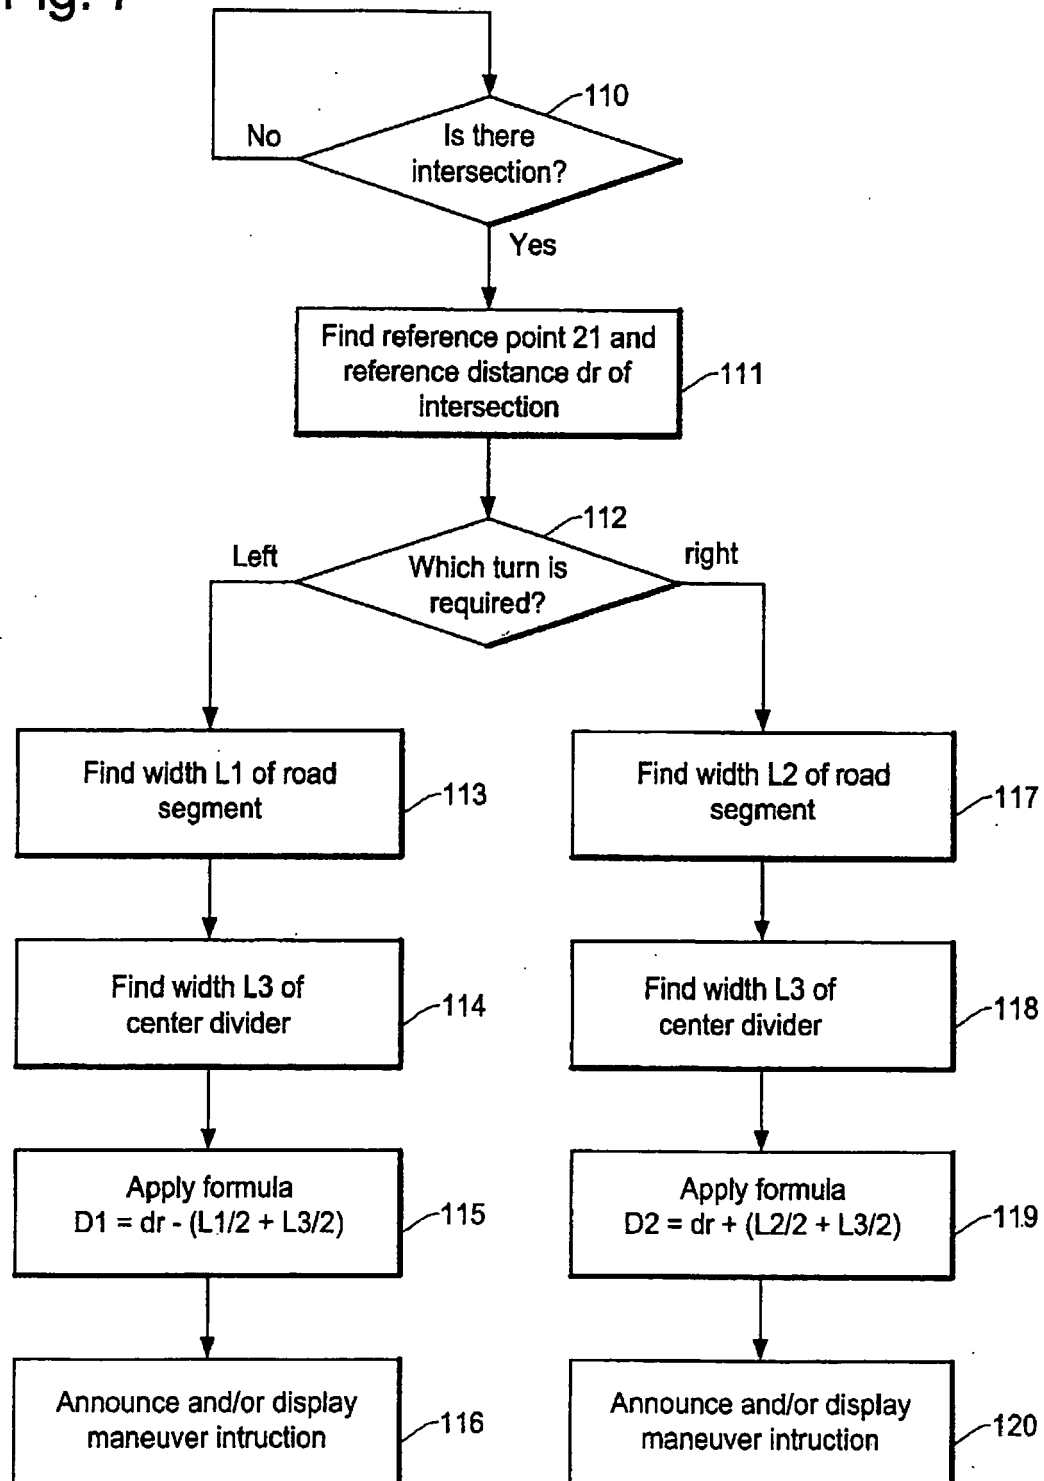 Fig. 7
110
Is there
intersection?
No
Yes
Find reference point 21 and
reference distance dr of
intersection
111
112
Left
Which turn is
required?
right
Find width L1 of road
segment
113
Find width L2 of road
segment
117
Find width L3 of
center divider
114
Find width L3 of
center divider
118
Apply formula
D1 = dr - (L1/2 + L3/2)
115
Apply formula
D2 = dr + (L2/2 + L3/2)
119
Announce and/or display
maneuver intruction
116
Announce and/or display
maneuver intruction
120